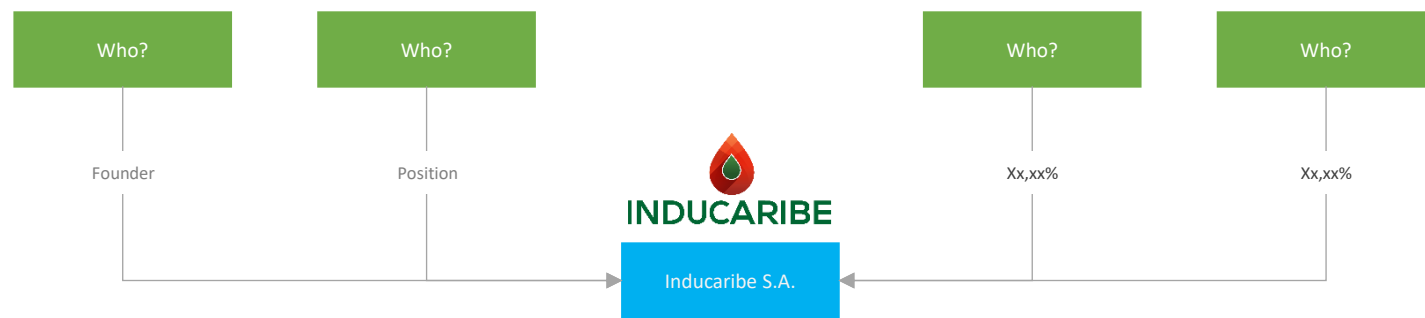 Who?
Who?
Who?
Who?
Founder
Position
Xx,xx%
Xx,xx%
INDUCARIBE
Inducaribe S.A.